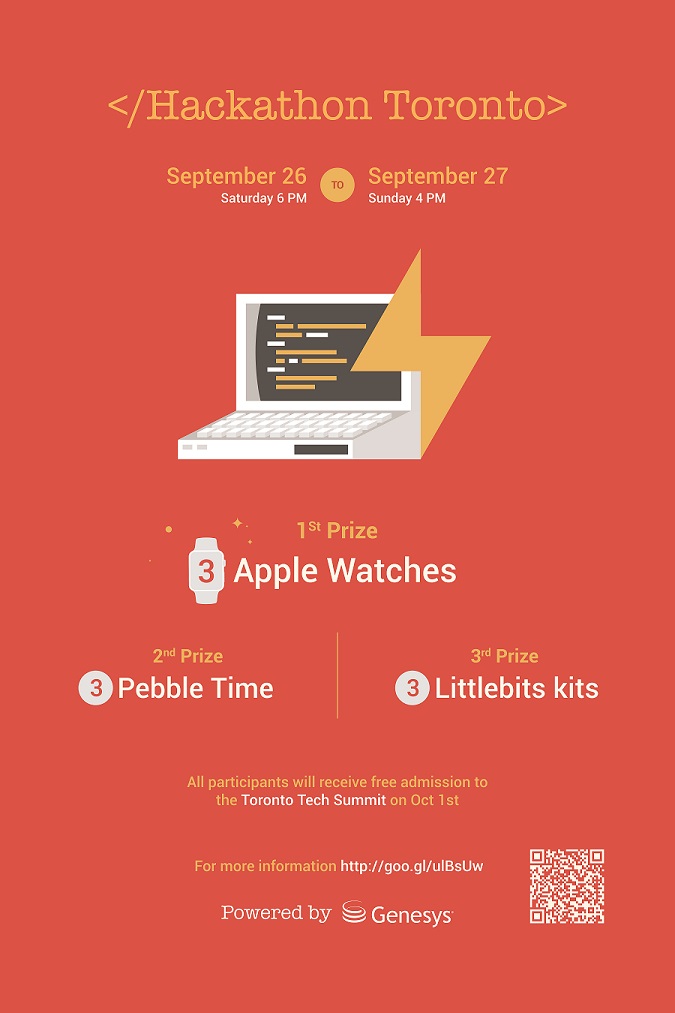 </Hackathon Toronto>
September 26 TO September 27
Saturday 6 PM Sunday 4 PM
1St Prize
3 Apple Watches
2nd Prize
3 Pebble Time
3rd Prize
3 Littlebits kits
All participants will receive free admission to
the Toronto Tech Summit on Oct 1st
For more information http://goo.gl/ulBsUw
Powered by Genesys